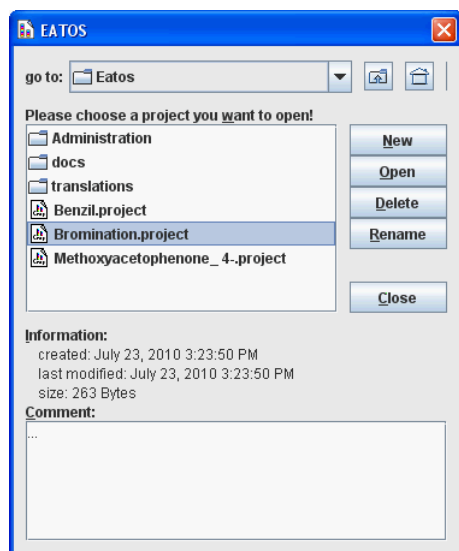 EATOS
go to: Eatos
Please choose a project you want to open!
Administration
docs
translations
Benzil.project
Bromination.project
Methoxyacetophenone_ 4-.project
New
Open
Delete
Rename
Close
Information:
created: July 23, 2010 3:23:50 PM
last modified: July 23, 2010 3:23:50 PM
size: 263 Bytes
Comment:
...